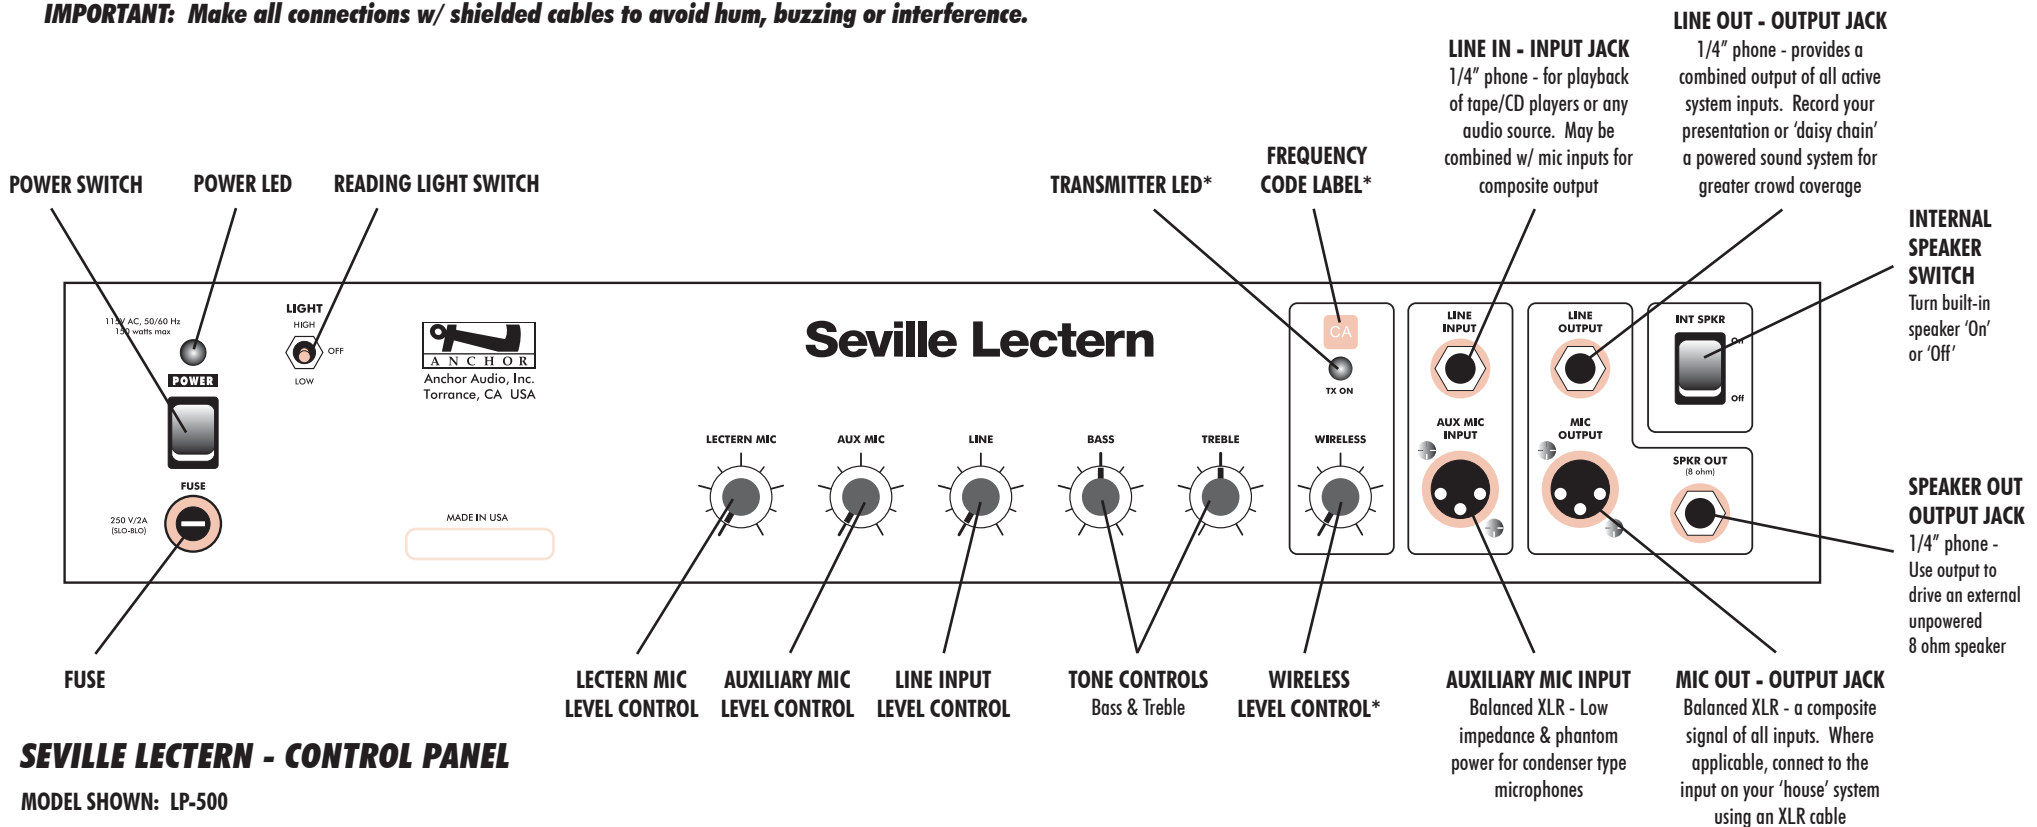 IMPORTANT: Make all connections w/ shielded cables to avoid hum, buzzing or interference.
LINE OUT - OUTPUT JACK
1/4" phone - provides a
combined output of all active
system inputs. Record your
presentation or 'daisy chain'
a powered sound system for
greater crowd coverage
LINE IN - INPUT JACK
1/4" phone - for playback
of tape/CD players or any
audio source. May be
combined w/ mic inputs for
composite output
FREQUENCY
CODE LABEL*
TRANSMITTER LED*
POWER SWITCH
POWER LED
READING LIGHT SWITCH
INTERNAL
SPEAKER
SWITCH
Turn built-in
speaker 'On'
or 'Off'
115V AC, 50/60 Hz
150 watts max
POWER
FUSE
250 V/2A
(SLO-BLO)
LIGHT
HIGH
OFF
LOW
ANCHOR
Anchor Audio, Inc.
Torrance, CA USA
MADE IN USA
Seville Lectern
LECTERN MIC
AUX MIC
LINE
BASS
TREBLE
CA
TX ON
WIRELESS
LINE
INPUT
AUX MIC
INPUT
LINE
OUTPUT
MIC
OUTPUT
INT SPKR
On
Off
SPKR OUT
(8 ohm)
SPEAKER OUT
OUTPUT JACK
1/4" phone -
Use output to
drive an external
unpowered
8 ohm speaker
FUSE
LECTERN MIC
LEVEL CONTROL
AUXILIARY MIC
LEVEL CONTROL
LINE INPUT
LEVEL CONTROL
TONE CONTROLS
Bass & Treble
WIRELESS
LEVEL CONTROL*
AUXILIARY MIC INPUT
Balanced XLR - Low
impedance & phantom
power for condenser type
microphones
MIC OUT - OUTPUT JACK
Balanced XLR - a composite
signal of all inputs. Where
applicable, connect to the
input on your 'house' system
using an XLR cable
SEVILLE LECTERN - CONTROL PANEL
MODEL SHOWN: LP-500